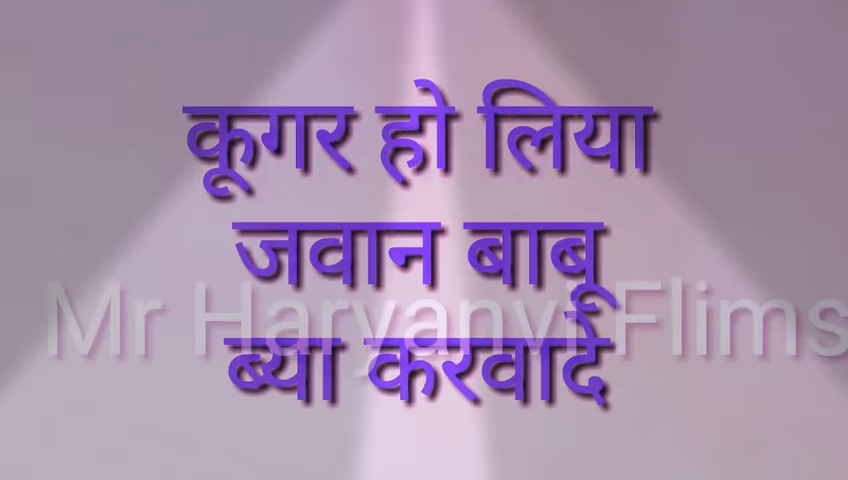 कूगर हो लिया
जवान बाबू
Mr Haryanvi Flims
ब्या करवादे